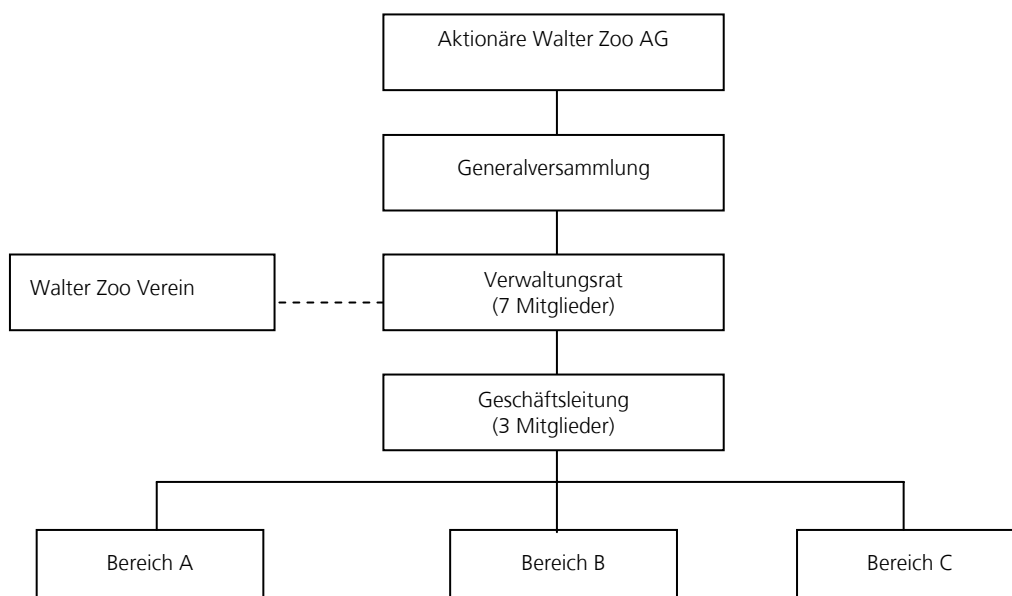 Aktionäre Walter Zoo AG
Generalversammlung
Walter Zoo Verein
Verwaltungsrat
(7 Mitglieder)
Geschäftsleitung
(3 Mitglieder)
Bereich A
Bereich B
Bereich C